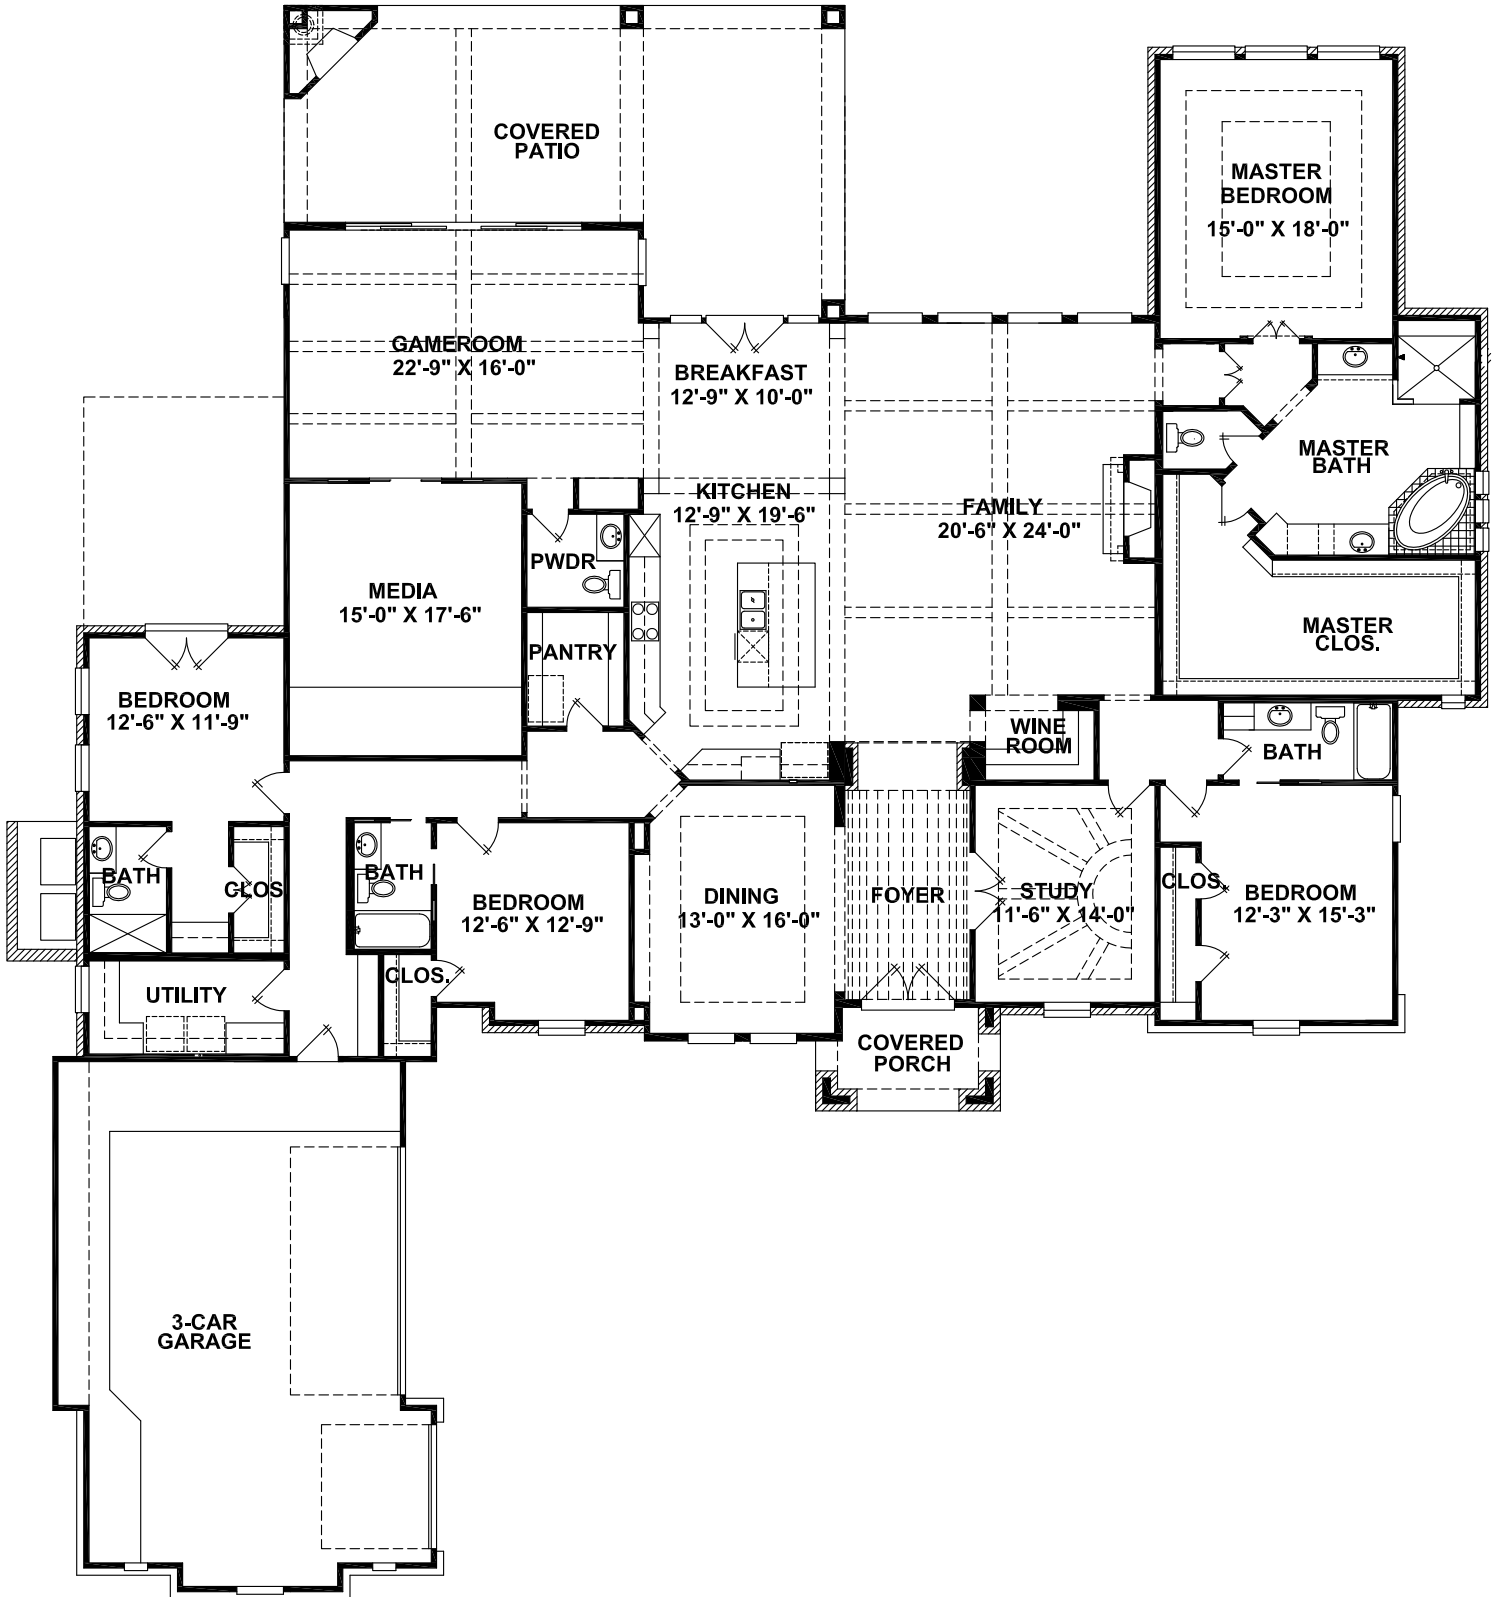 COVERED
PATIO
MASTER
BEDROOM
15'-0" X 18'-0"
GAMEROOM
22'-9" X 16'-0"
BREAKFAST
12'-9" X 10'-0"
MASTER
BATH
KITCHEN
12'-9" X 19'-6"
FAMILY
20'-6" X 24'-0"
PWDR
MEDIA
15'-0" X 17'-6"
PANTRY
MASTER
CLOS.
BEDROOM
12'-6" X 11'-9"
WINE
ROOM
BATH
BATH
CLOS.
BATH
BEDROOM
12'-6" X 12'-9"
DINING
13'-0" X 16'-0"
FOYER
STUDY
11'-6" X 14'-0"
CLOS.
BEDROOM
12'-3" X 15'-3"
CLOS.
UTILITY
COVERED
PORCH
3-CAR
GARAGE